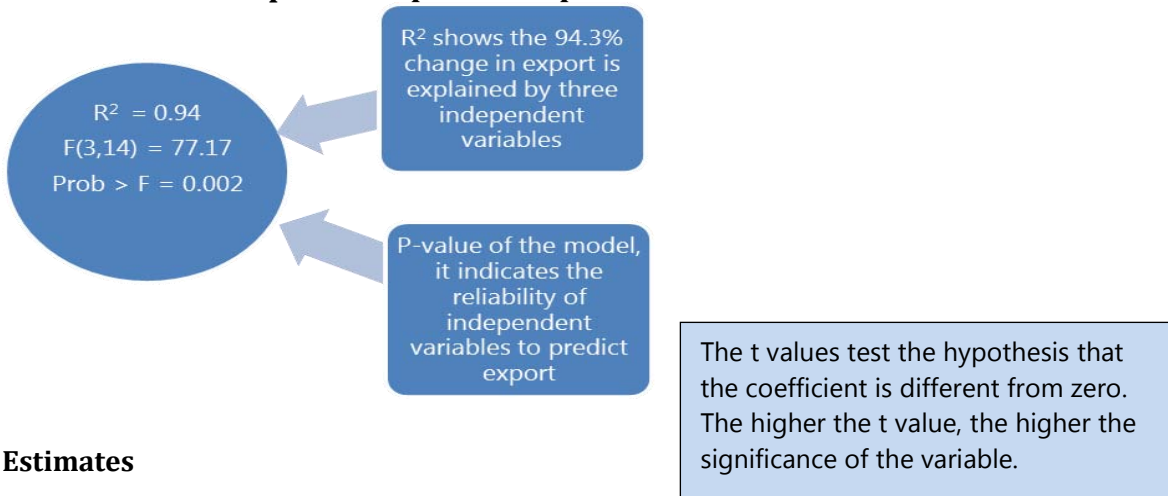 R² = 0.94
F(3,14) = 77.17
Prob > F = 0.002
R² shows the 94.3%
change in export is
explained by three
independent
variables
P-value of the model,
it indicates the
reliability of
independent
variables to predict
export
The t values test the hypothesis that
the coefficient is different from zero.
The higher the t value, the higher the
significance of the variable.
Estimates